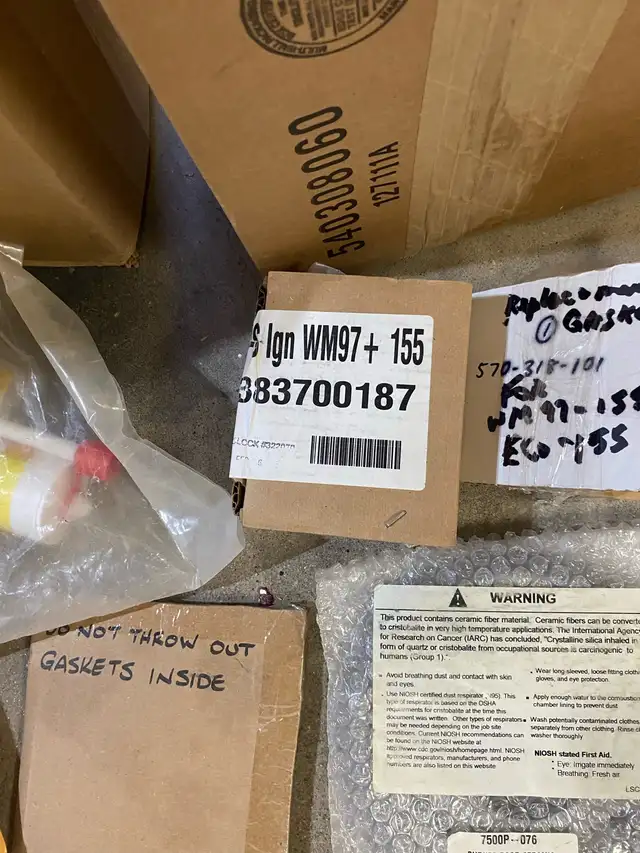 540308060
1271111A
Ign WM97+ 155
383700187
GASKETS
570-318-101
FOR
WM97-155
ECO-155
DO NOT THROW OUT
GASKETS INSIDE
WARNING
This product contains ceramic fiber material. Ceramic fibers can be converte
to cristobalite in very high temperature applications. The International Agency
for Research on Cancer (IARC) has concluded, "Crystalline silica inhaled in
form of quartz or cristobalite from occupational sources is carcinogenic to
humans (Group 1)."
Avoid breathing dust and contact with skin
and eyes.
Use NIOSH certified dust respirator (N95). This
type of respirator is based on the OSHA
requirements for cristobalite at the time this
document was written. Other types of respirators
may be needed depending on the job site
conditions. Current NIOSH recommendations can
be found on the NIOSH website at
http://www.cdc.gov/niosh/homepage.html. NIOSH
approved respirators, manufacturers, and phone
numbers are also listed on this website
Wear long sleeved, loose fitting clothi
gloves, and eye protection.
Apply enough water to the combustion
chamber lining to prevent dust.
Wash potentially contaminated clothes
separately from other clothing. Rinse cl
washer thoroughly
NIOSH stated First Aid.
Eye: Irrigate immediately
Breathing: Fresh air
7500P-076